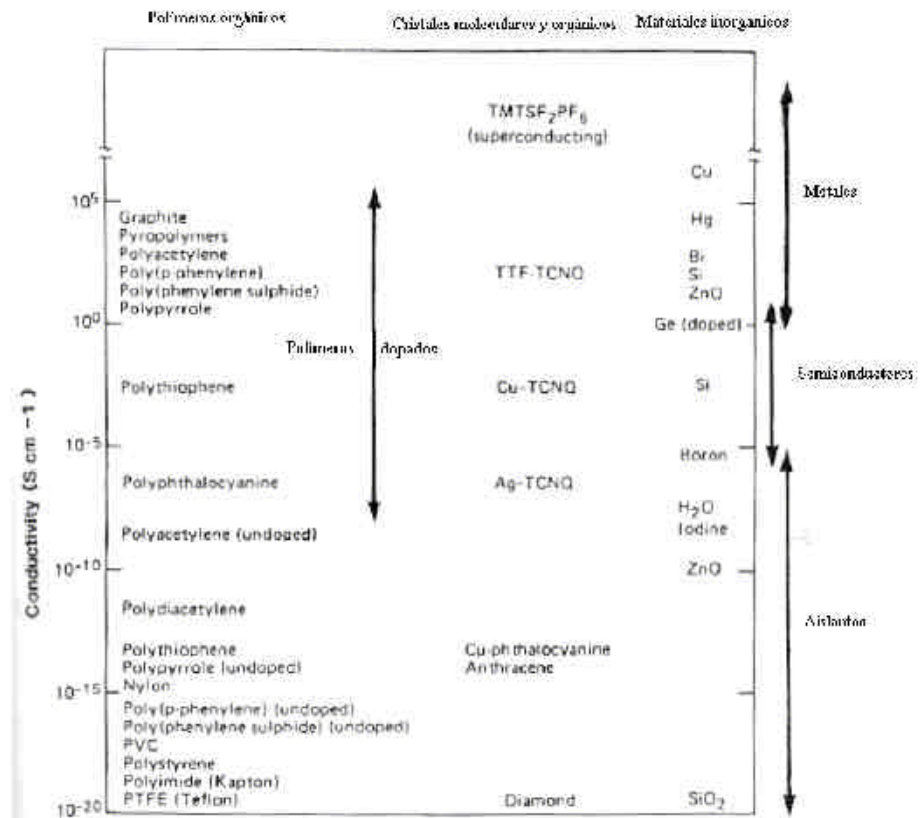 Polímeros orgánicos Cristales moleculares y orgánicos Materiales inorganicos
TMTSF2PF6
(superconducting)
Cu
Metales
10^5
Graphite Hg
Pyropolymers
Polyacetylene
Poly(p-phenylene) TTF-TCNQ Si
Poly(phenylene sulphide) ZnO
Polypyrrole
10^0 Ge (doped)
Polimeros dopados
Semiconductores
Polythiophene Cu-TCNQ Si
10^-5
Boron
Polyphthalocyanine Ag-TCNQ
H2O
Polyacetylene (undoped) Iodine
10^-10 ZnO
Conductivity (S cm -1)
Polydiacetylene
Aislantes
Polythiophene Cu-phthalocyanine
Polypyrrole (undoped) Anthracene
Nylon
10^-15
Poly(p-phenylene) (undoped)
Poly(phenylene sulphide) (undoped)
PVC
Polystyrene
Polyimide (Kapton)
10^-20 PTFE (Teflon) Diamond SiO2